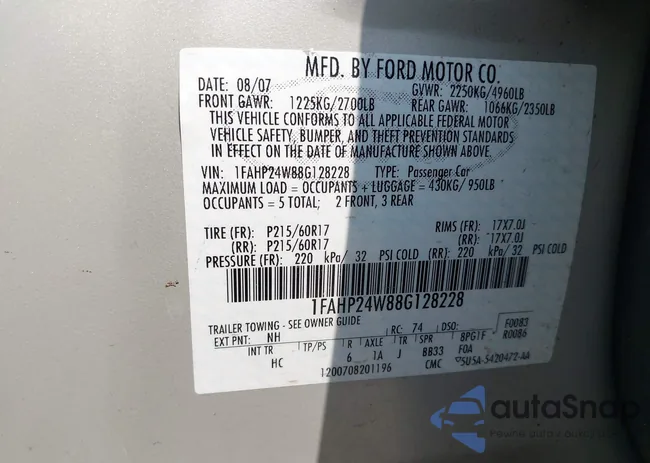 MFD. BY FORD MOTOR CO.
DATE: 08/07 GVWR: 2250KG/4960LB
FRONT GAWR: 1225KG/2700LB REAR GAWR: 1066KG/2350LB
THIS VEHICLE CONFORMS TO ALL APPLICABLE FEDERAL MOTOR
VEHICLE SAFETY, BUMPER, AND THEFT PREVENTION STANDARDS
IN EFFECT ON THE DATE OF MANUFACTURE SHOWN ABOVE.
VIN: 1FAHP24W88G128228 TYPE: Passenger Car
MAXIMUM LOAD = OCCUPANTS + LUGGAGE = 430KG/ 950LB
OCCUPANTS = 5 TOTAL; 2 FRONT, 3 REAR
TIRE (FR): P215/60R17 RIMS (FR): 17X7.0J
(RR): P215/60R17 (RR): 17X7.0J
PRESSURE (FR): 220 kPa/ 32 PSI COLD (RR): 220 kPa/ 32 PSI COLD
1FAHP24W88G128228
TRAILER TOWING - SEE OWNER GUIDE
EXT PNT: NH RC: 74 DSO: F0083
INT TR TP/PS R AXLE TR SPR 8PG1F R0086
HC 6 1A J BB33 F0A
1200708201196 CMC 5U5A-5420472-AA
autoSnap